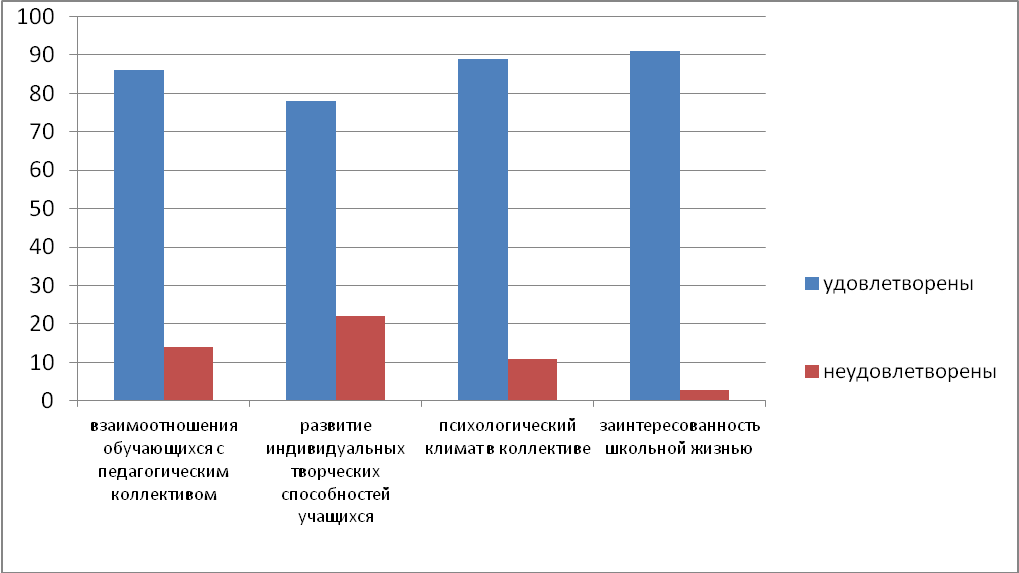 100
90
80
70
60
50
40
30
20
10
0
взаимоотношения
обучающихся с
педагогическим
коллективом
развитие
индивидуальных
творческих
способностей
учащихся
психологический
климат в коллективе
заинтересованность
школьной жизнью
удовлетворены
неудовлетворены